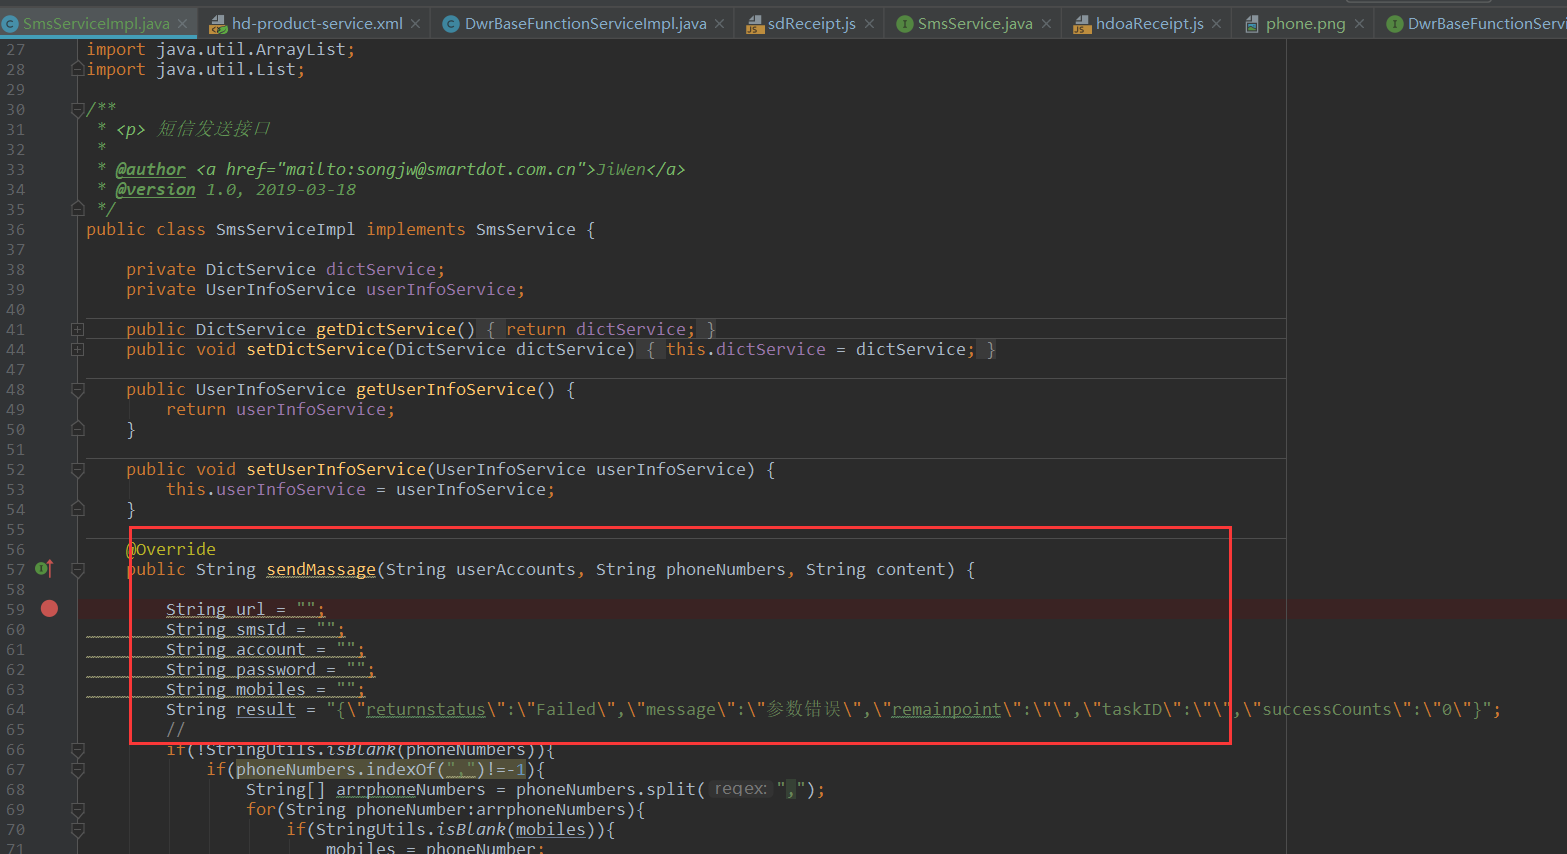 SmsServiceImpl.java hd-product-service.xml DwrBaseFunctionServiceImpl.java sdReceipt.js SmsService.java hdoaReceipt.js phone.png DwrBaseFunctionServi
27 import java.util.ArrayList;
28 import java.util.List;
29
30 /**
31 * <p> 短信发送接口
32 *
33 * @author <a href="mailto:songjw@smartdot.com.cn">JiWen</a>
34 * @version 1.0, 2019-03-18
35 */
36 public class SmsServiceImpl implements SmsService {
37
38 private DictService dictService;
39 private UserInfoService userInfoService;
40
41 public DictService getDictService() { return dictService; }
44 public void setDictService(DictService dictService) { this.dictService = dictService; }
47
48 public UserInfoService getUserInfoService() {
49 return userInfoService;
50 }
51
52 public void setUserInfoService(UserInfoService userInfoService) {
53 this.userInfoService = userInfoService;
54 }
55
56 @Override
57 public String sendMassage(String userAccounts, String phoneNumbers, String content) {
58
59 String url = "";
60 String smsId = "";
61 String account = "";
62 String password = "";
63 String mobiles = "";
64 String result = "{\"returnstatus\":\"Failed\",\"message\":\"参数错误\",\"remainpoint\":\"\",\"taskID\":\"\",\"successCounts\":\"0\"}";
65 //
66 if(!StringUtils.isBlank(phoneNumbers)){
67 if(phoneNumbers.indexOf(",")!=-1){
68 String[] arrphoneNumbers = phoneNumbers.split( regex: ",");
69 for(String phoneNumber:arrphoneNumbers){
70 if(StringUtils.isBlank(mobiles)){
71 mobiles = phoneNumber;